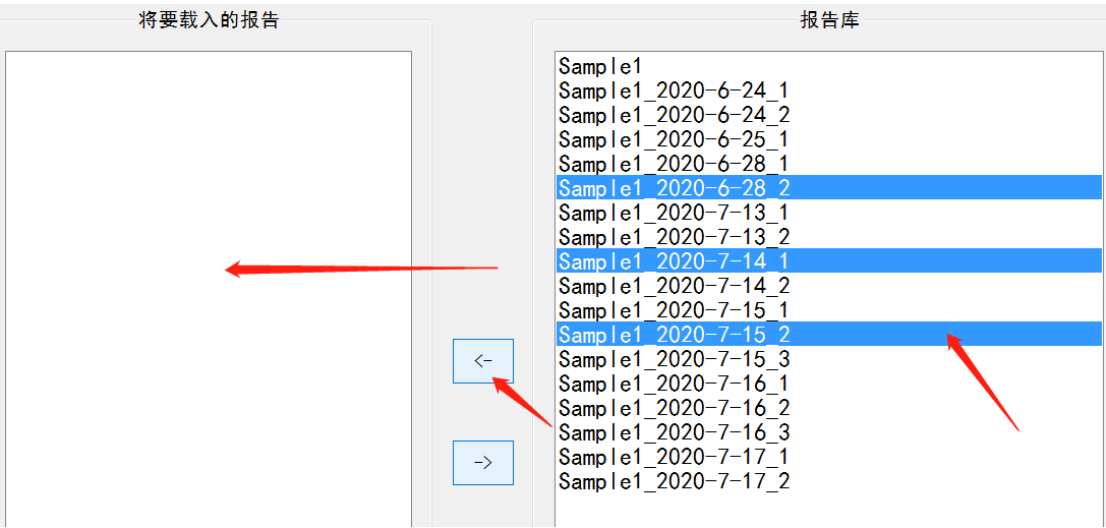 将要载入的报告
报告库
Sample1
Sample1_2020-6-24_1
Sample1_2020-6-24_2
Sample1_2020-6-25_1
Sample1_2020-6-28_1
Sample1_2020-6-28_2
Sample1_2020-7-13_1
Sample1_2020-7-13_2
Sample1_2020-7-14_1
Sample1_2020-7-14_2
Sample1_2020-7-15_1
Sample1_2020-7-15_2
Sample1_2020-7-15_3
Sample1_2020-7-16_1
Sample1_2020-7-16_2
Sample1_2020-7-16_3
Sample1_2020-7-17_1
Sample1_2020-7-17_2
<-
->